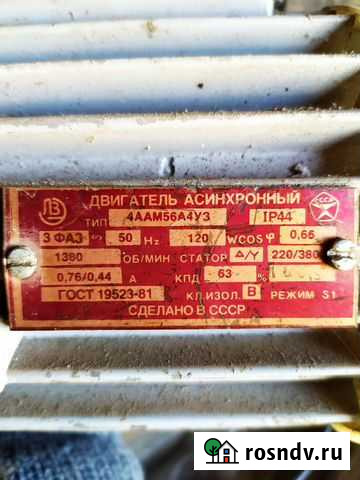 ДВИГАТЕЛЬ АСИНХРОННЫЙ
ТИП 4ААМ56А4У3 IP44
СССР
3 ФАЗ ~ 50 Hz 120 W COS φ 0,66
1380 ОБ/МИН СТАТОР Δ/Y 220/380
0,76/0,44 А КПД 63
ГОСТ 19523-81 КЛ.ИЗОЛ. B РЕЖИМ S1
СДЕЛАНО В СССР
rosndv.ru